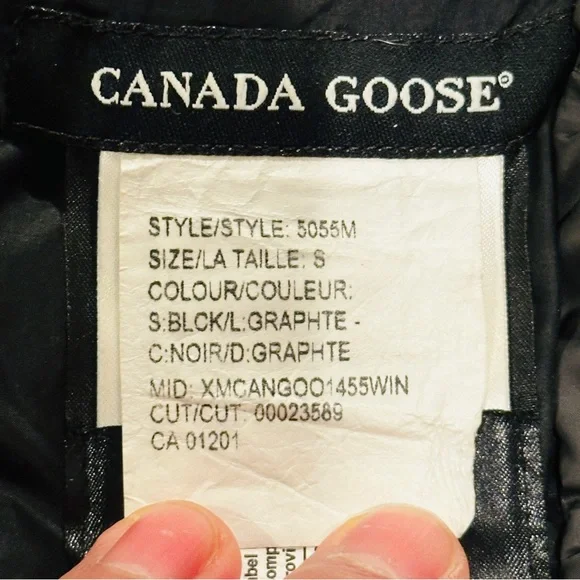 CANADA GOOSE®
STYLE/STYLE: 5055M
SIZE/LA TAILLE: S
COLOUR/COULEUR:
S:BLCK/L:GRAPHTE -
C:NOIR/D:GRAPHTE
MID: XMCANGOO1455WIN
CUT/CUT: 00023589
CA 01201